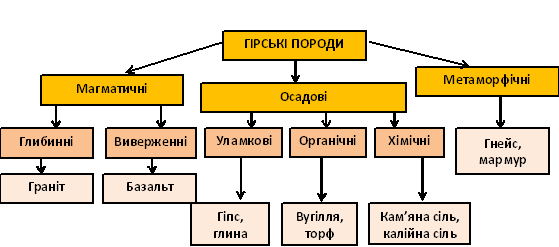 ГІРСЬКІ ПОРОДИ
Магматичні
Осадові
Метаморфічні
Глибинні
Виверженні
Уламкові
Органічні
Хімічні
Гнейс,
мармур
Граніт
Базальт
Гіпс,
глина
Вугілля,
торф
Кам’яна сіль,
калійна сіль